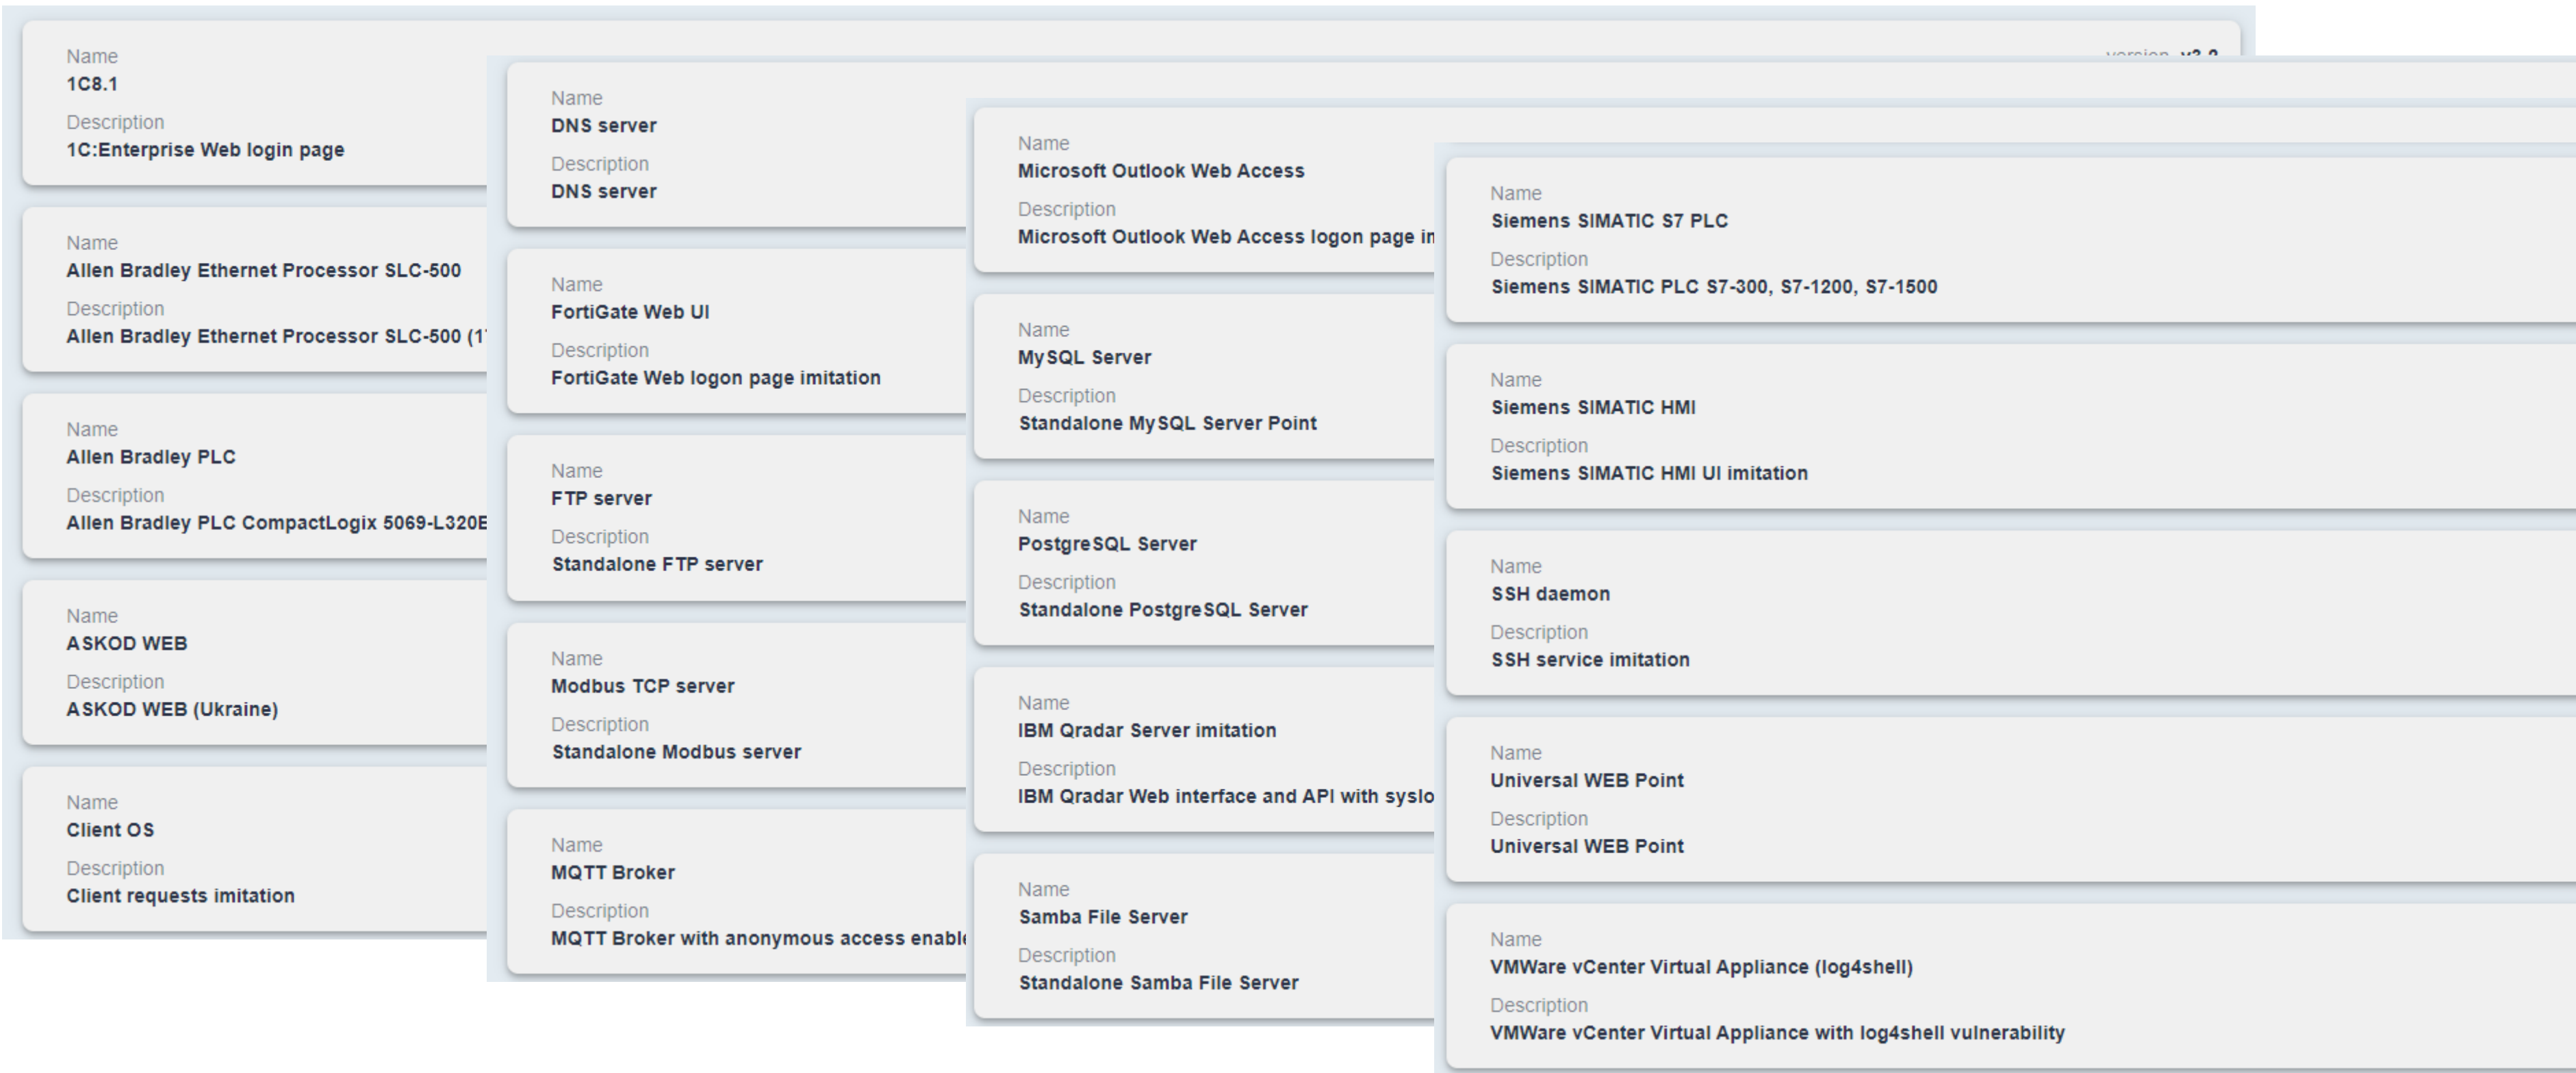 Name
1C8.1
Description
1C:Enterprise Web login page
Name
Allen Bradley Ethernet Processor SLC-500
Description
Allen Bradley Ethernet Processor SLC-500 (1
Name
Allen Bradley PLC
Description
Allen Bradley PLC CompactLogix 5069-L320E
Name
ASKOD WEB
Description
ASKOD WEB (Ukraine)
Name
Client OS
Description
Client requests imitation
Name
DNS server
Description
DNS server
Name
FortiGate Web UI
Description
FortiGate Web logon page imitation
Name
FTP server
Description
Standalone FTP server
Name
Modbus TCP server
Description
Standalone Modbus server
Name
MQTT Broker
Description
MQTT Broker with anonymous access enable
Name
Microsoft Outlook Web Access
Description
Microsoft Outlook Web Access logon page
Name
MySQL Server
Description
Standalone MySQL Server Point
Name
PostgreSQL Server
Description
Standalone PostgreSQL Server
Name
IBM Qradar Server imitation
Description
IBM Qradar Web interface and API with syslo
Name
Samba File Server
Description
Standalone Samba File Server
version
Name
Siemens SIMATIC S7 PLC
Description
Siemens SIMATIC PLC S7-300, S7-1200, S7-1500
Name
Siemens SIMATIC HMI
Description
Siemens SIMATIC HMI UI imitation
Name
SSH daemon
Description
SSH service imitation
Name
Universal WEB Point
Description
Universal WEB Point
Name
VMWare vCenter Virtual Appliance (log4shell)
Description
VMWare vCenter Virtual Appliance with log4shell vulnerability